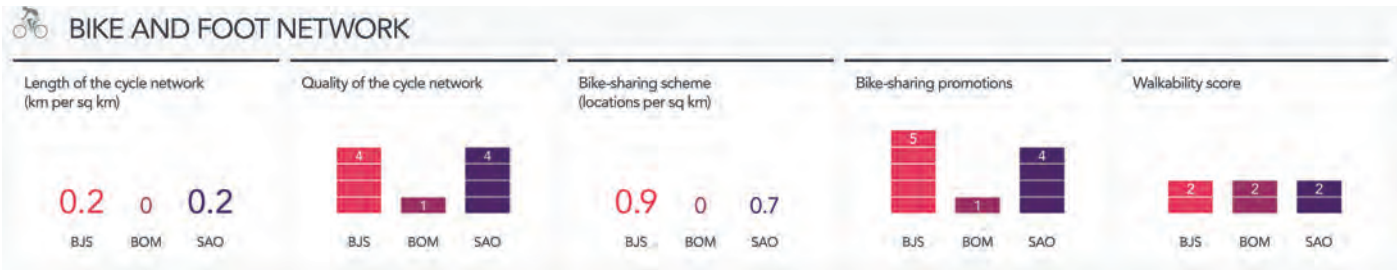 BIKE AND FOOT NETWORK
Length of the cycle network
(km per sq km)
0.2 0 0.2
BJS BOM SAO
Quality of the cycle network
4 1 4
BJS BOM SAO
Bike-sharing scheme
(locations per sq km)
0.9 0 0.7
BJS BOM SAO
Bike-sharing promotions
5 1 4
BJS BOM SAO
Walkability score
2 2 2
BJS BOM SAO